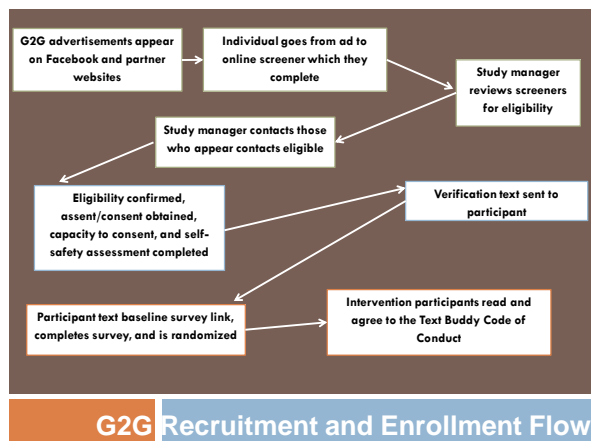 G2G advertisements appear
on Facebook and partner
websites
Individual goes from ad to
online screener which they
complete
Study manager
reviews screeners
for eligibility
Study manager contacts those
who appear contacts eligible
Eligibility confirmed,
assent/consent obtained,
capacity to consent, and self-
safety assessment completed
Verification text sent to
participant
Participant text baseline survey link,
completes survey, and is randomized
Intervention participants read and
agree to the Text Buddy Code of
Conduct
G2G Recruitment and Enrollment Flow